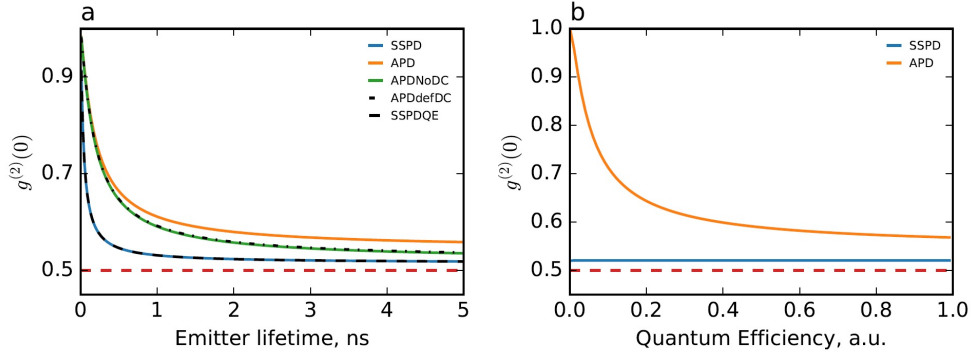 a
0.9
0.7
0.5
g^(2)(0)
0 1 2 3 4 5
Emitter lifetime, ns
SSPD
APD
APDNoDC
APDdefDC
SSPDQE
b
1.0
0.9
0.8
0.7
0.6
0.5
g^(2)(0)
0.0 0.2 0.4 0.6 0.8 1.0
Quantum Efficiency, a.u.
SSPD
APD